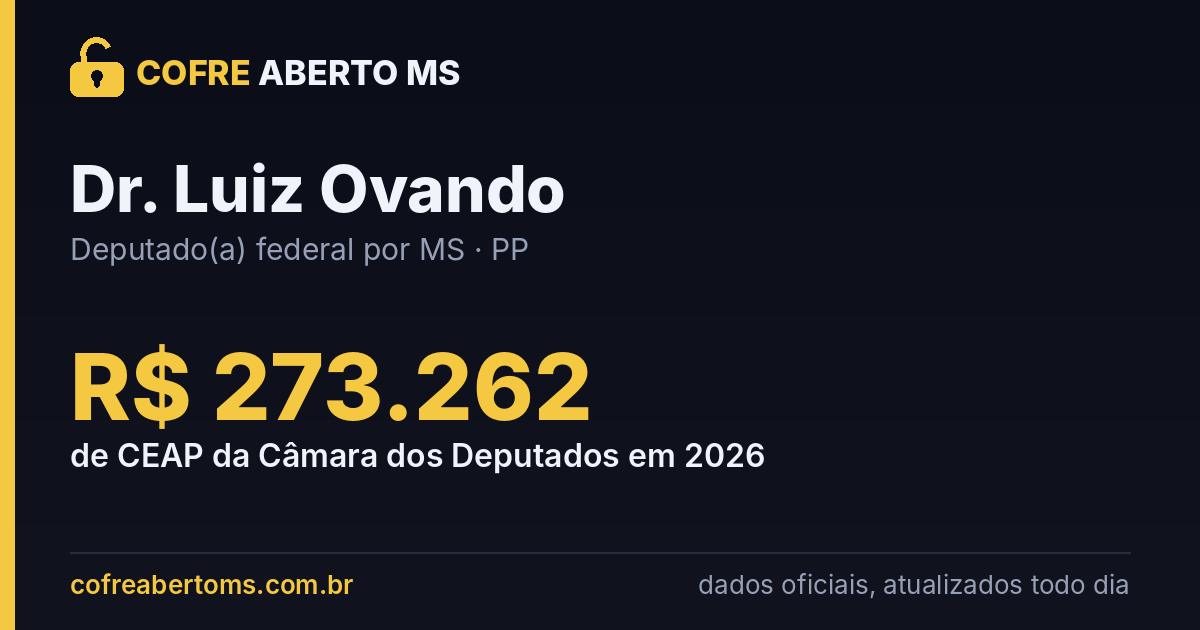 COFRE ABERTO MS
Dr. Luiz Ovando
Deputado(a) federal por MS · PP
R$ 273.262
de CEAP da Câmara dos Deputados em 2026
cofreabertoms.com.br
dados oficiais, atualizados todo dia